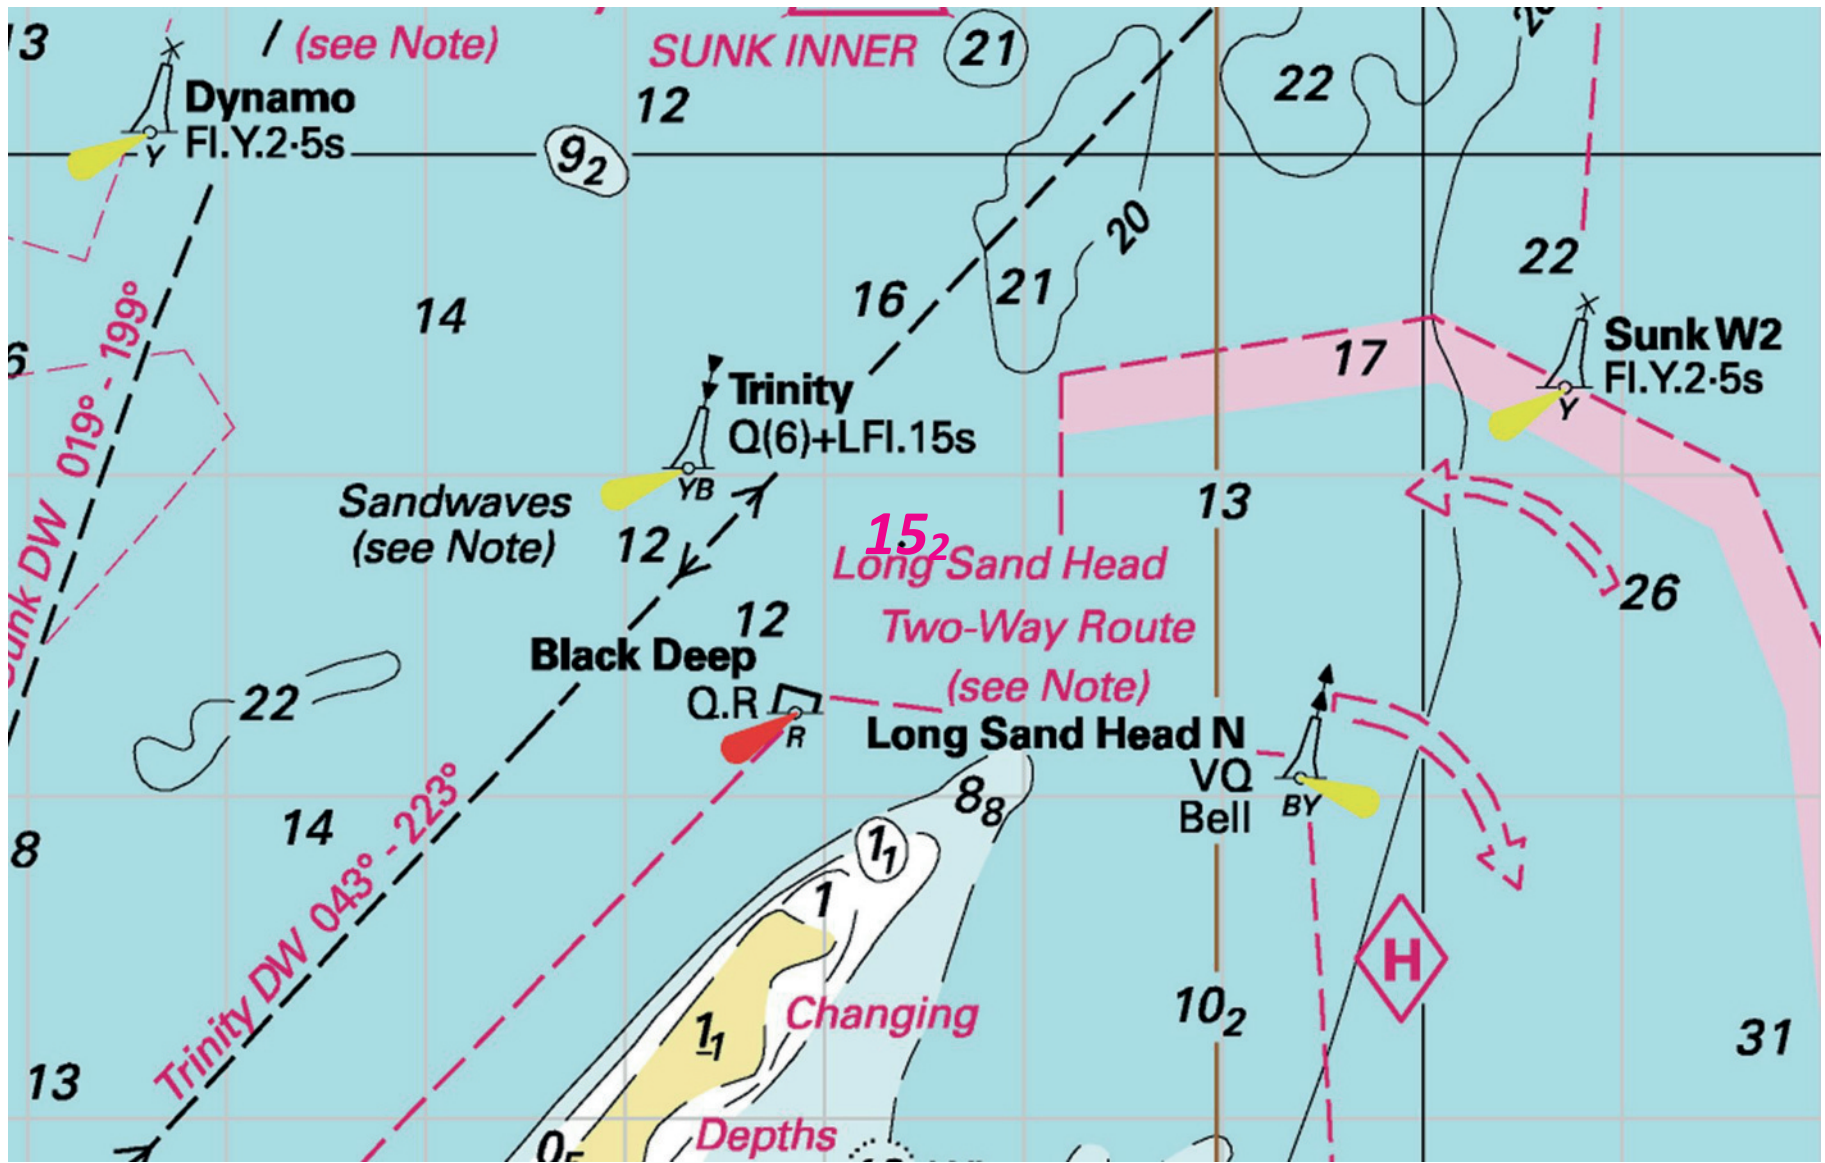 13
/ (see Note)
SUNK INNER
21
22
20
Dynamo
Fl.Y.2·5s
Y
12
9₂
20
22
16
21
14
6
019° - 199°
Sunk DW
17
Sunk W2
Fl.Y.2·5s
Y
Trinity
Q(6)+LFl.15s
YB
Sandwaves
(see Note)
12
15₂
13
26
Long Sand Head
Two-Way Route
(see Note)
12
Black Deep
Q.R
R
22
Long Sand Head N
VQ
Bell
BY
8₈
1₁
1
14
8
Trinity DW 043° - 223°
H
Changing
10₂
1₁
31
13
Depths
0₅